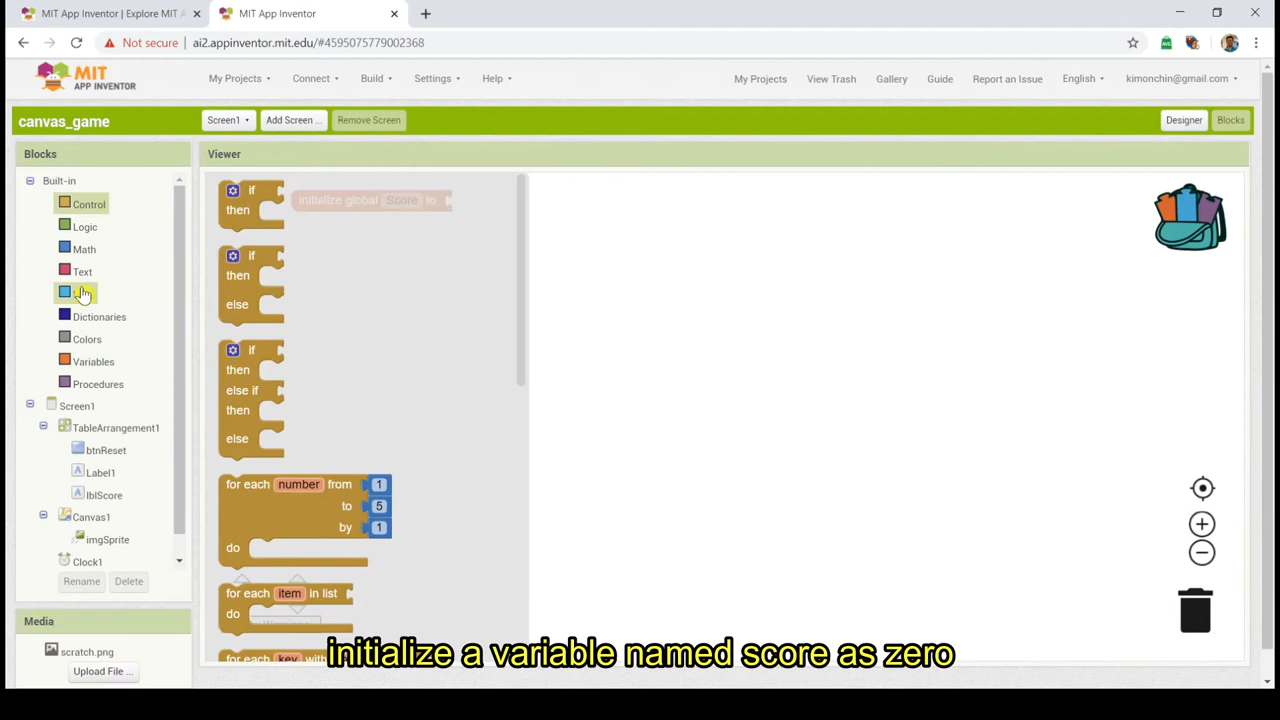 MIT App Inventor | Explore MIT A
MIT App Inventor
Not secure | ai2.appinventor.mit.edu/#4595075779002368
MIT
APP INVENTOR
My Projects
Connect
Build
Settings
Help
My Projects
View Trash
Gallery
Guide
Report an Issue
English
kimonchin@gmail.com
canvas_game
Screen1
Add Screen ...
Remove Screen
Designer
Blocks
Blocks
Viewer
Built-in
Control
Logic
Math
Text
Dictionaries
Colors
Variables
Procedures
Screen1
TableArrangement1
btnReset
Label1
lblScore
Canvas1
imgSprite
Clock1
Rename
Delete
Media
scratch.png
Upload File ...
initialize global Score to
if
then
if
then
else
if
then
else if
then
else
for each number from 1
to 5
by 1
do
for each item in list
do
for each key with
initialize a variable named score as zero